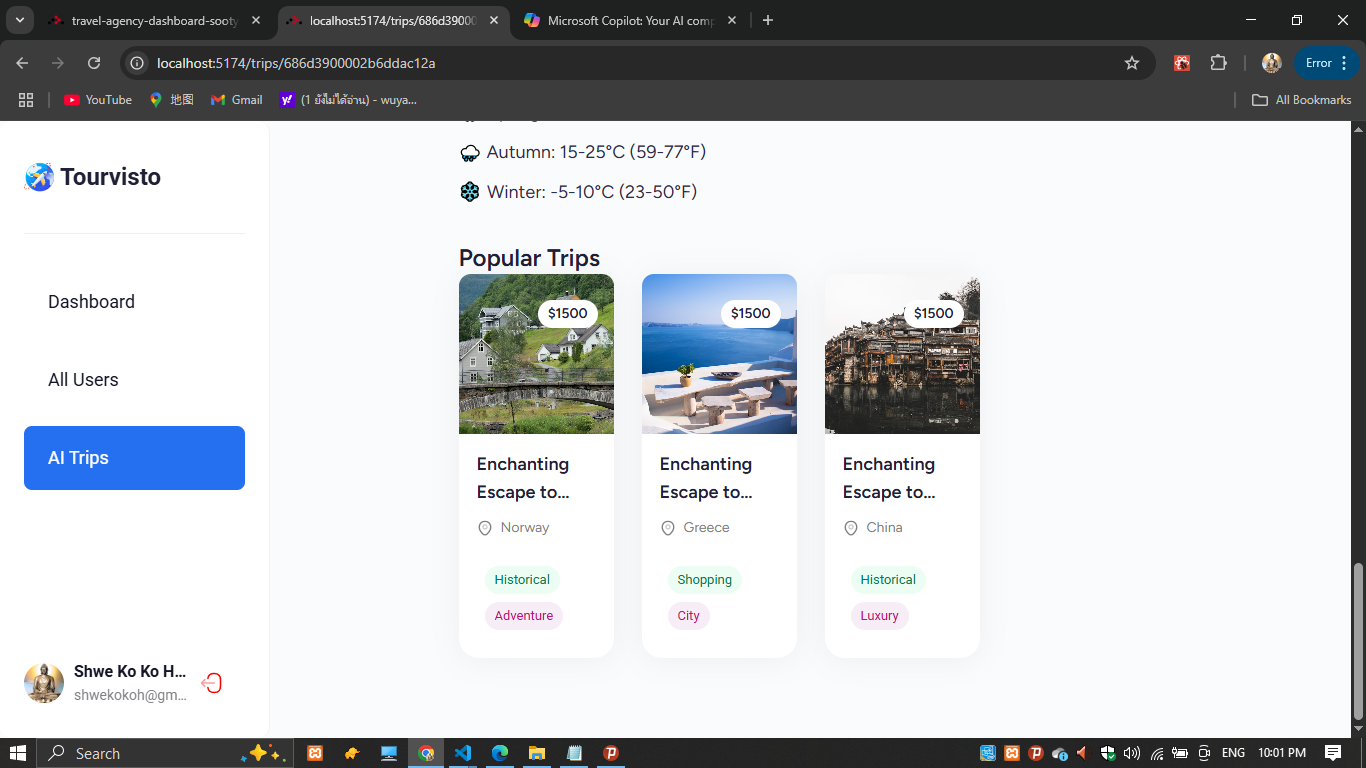 travel-agency-dashboard-sooty
localhost:5174/trips/686d39000
Microsoft Copilot: Your AI comp
localhost:5174/trips/686d3900002b6ddac12a
Error
YouTube
地图
Gmail
(1 ยังไม่ได้อ่าน) - wuya...
All Bookmarks
Tourvisto
Dashboard
All Users
AI Trips
Shwe Ko Ko H...
shwekokoh@gm...
Autumn: 15-25°C (59-77°F)
Winter: -5-10°C (23-50°F)
Popular Trips
$1500
Enchanting
Escape to...
Norway
Historical
Adventure
$1500
Enchanting
Escape to...
Greece
Shopping
City
$1500
Enchanting
Escape to...
China
Historical
Luxury
Search
ENG
10:01 PM